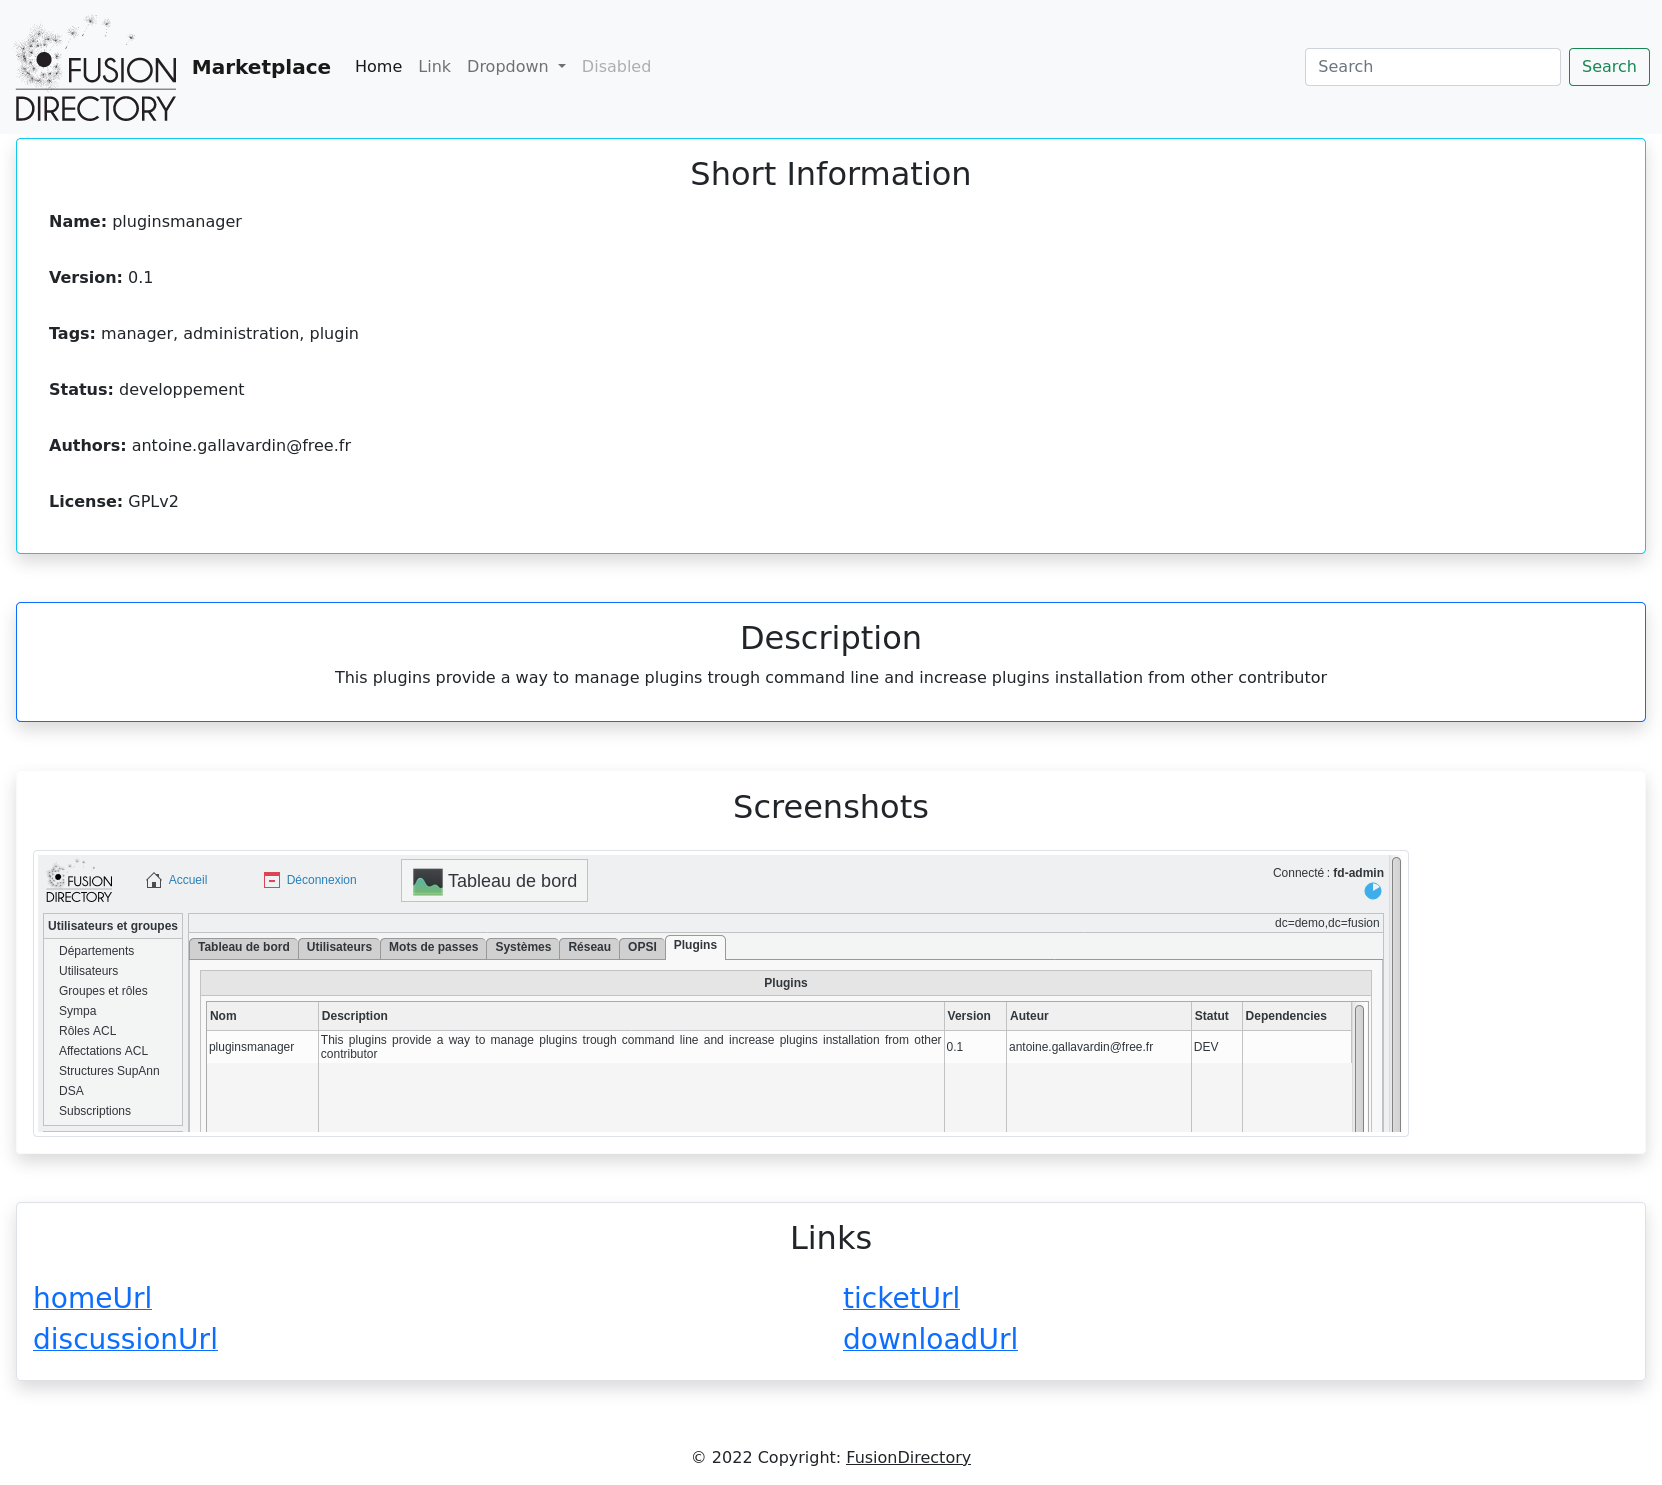 FUSION
DIRECTORY
Marketplace Home Link Dropdown Disabled Search Search
Short Information
Name: pluginsmanager
Version: 0.1
Tags: manager, administration, plugin
Status: developpement
Authors: antoine.gallavardin@free.fr
License: GPLv2
Description
This plugins provide a way to manage plugins trough command line and increase plugins installation from other contributor
Screenshots
FUSION
DIRECTORY
Accueil Déconnexion Tableau de bord Connecté : fd-admin
dc=demo,dc=fusion
Utilisateurs et groupes
Départements
Utilisateurs
Groupes et rôles
Sympa
Rôles ACL
Affectations ACL
Structures SupAnn
DSA
Subscriptions
Tableau de bord Utilisateurs Mots de passes Systèmes Réseau OPSI Plugins
Plugins
Nom Description Version Auteur Statut Dependencies
pluginsmanager This plugins provide a way to manage plugins trough command line and increase plugins installation from other 0.1 antoine.gallavardin@free.fr DEV
contributor
Links
homeUrl ticketUrl
discussionUrl downloadUrl
© 2022 Copyright: FusionDirectory